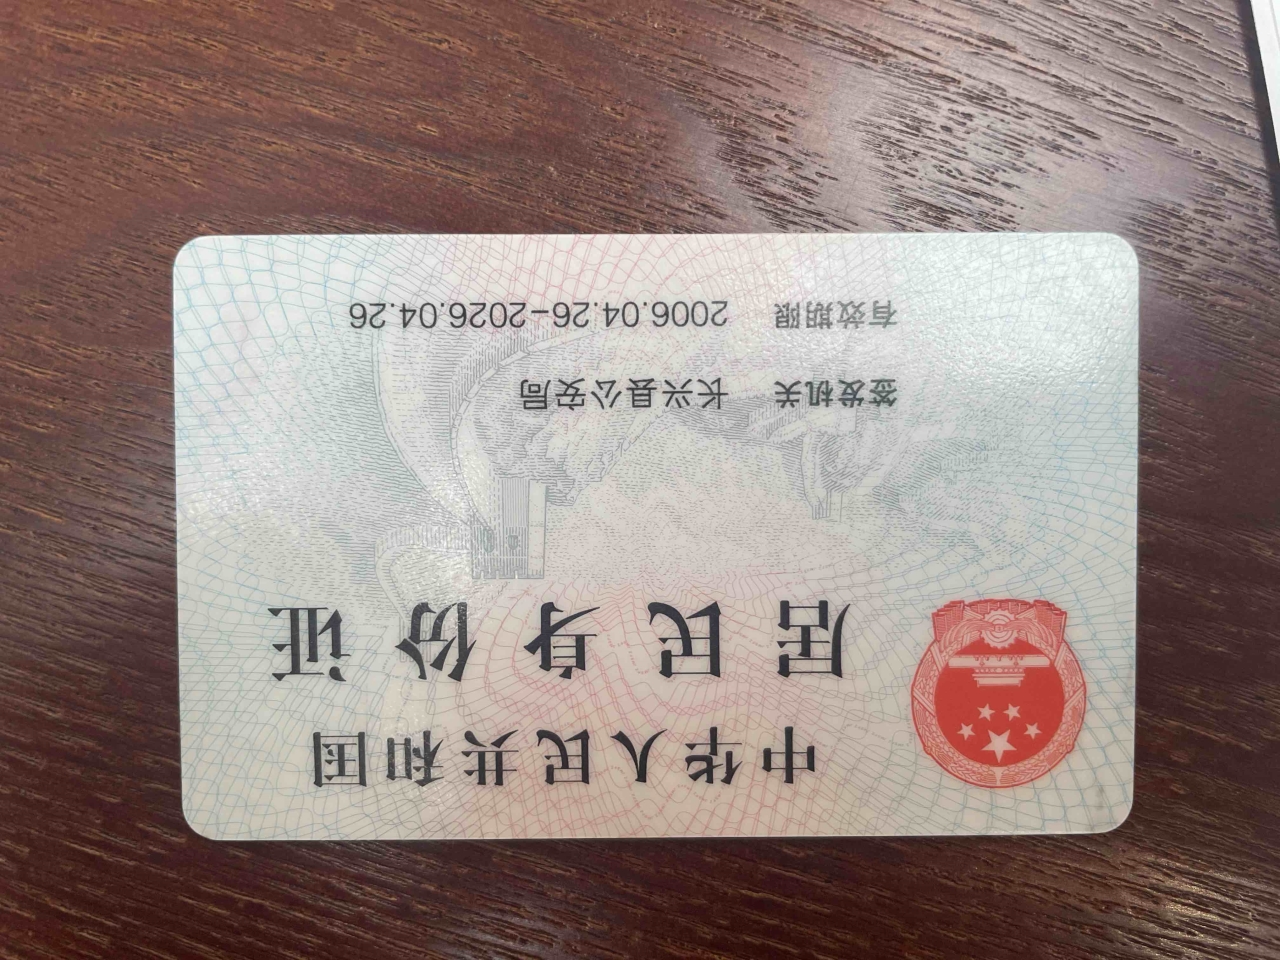 中华人民共和国
居民身份证
签发机关 长兴县公安局
有效期限 2006.04.26-2026.04.26